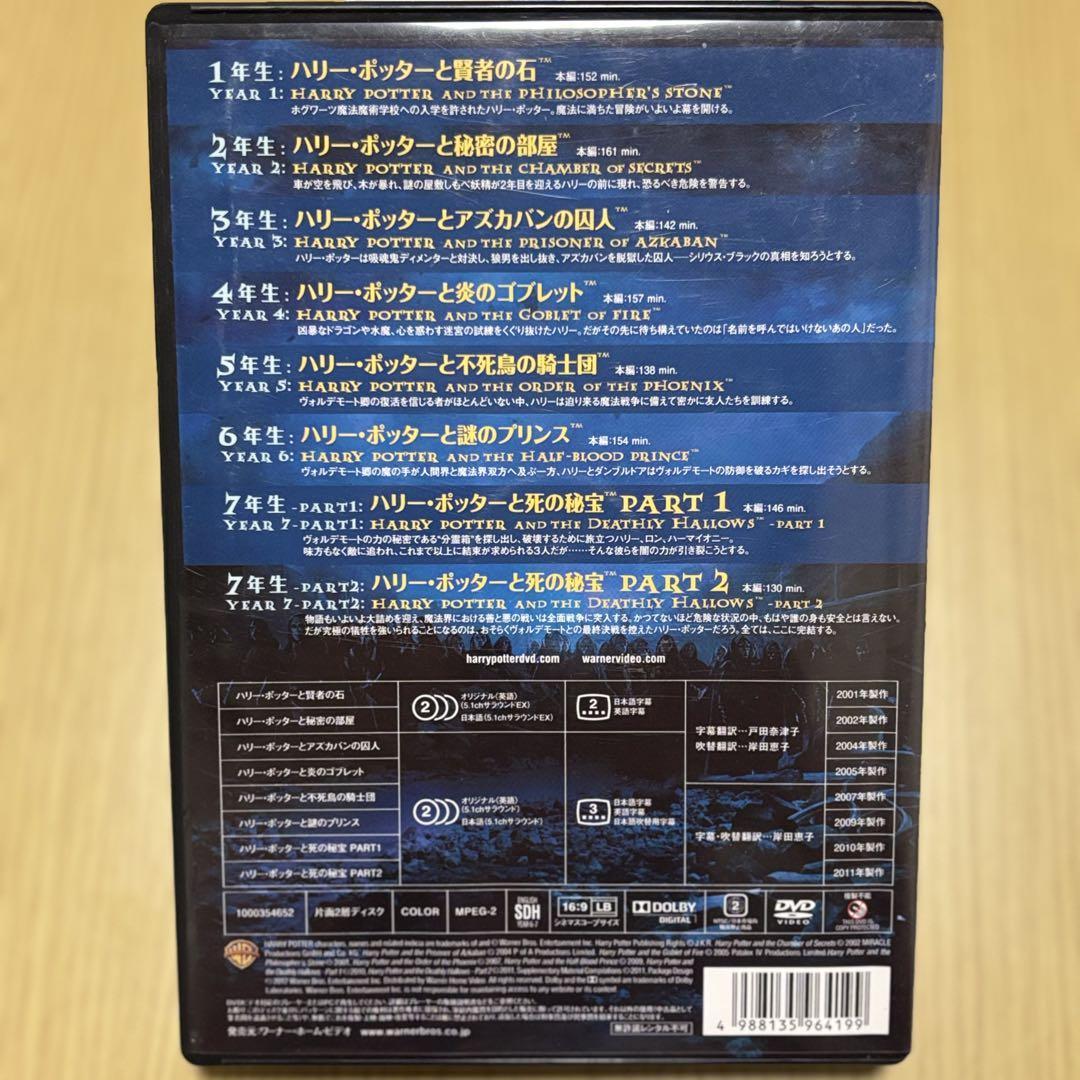 1年生: ハリー・ポッターと賢者の石™ 本編:152 min.
YEAR 1: HARRY POTTER AND THE PHILOSOPHER'S STONE™
ホグワーツ魔法魔術学校への入学を許されたハリー・ポッター。魔法に満ちた冒険がいよいよ幕を開ける。
2年生: ハリー・ポッターと秘密の部屋™ 本編:161 min.
YEAR 2: HARRY POTTER AND THE CHAMBER OF SECRETS™
車が空を飛び、木が暴れ、謎の屋敷しもべ妖精が2年目を迎えるハリーの前に現れ、恐るべき危険を警告する。
3年生: ハリー・ポッターとアズカバンの囚人™ 本編:142 min.
YEAR 3: HARRY POTTER AND THE PRISONER OF AZKABAN™
ハリー・ポッターは吸魂鬼ディメンターと対決し、狼男を出し抜き、アズカバンを脱獄した囚人──シリウス・ブラックの真相を知ろうとする。
4年生: ハリー・ポッターと炎のゴブレット™ 本編:157 min.
YEAR 4: HARRY POTTER AND THE GOBLET OF FIRE™
凶暴なドラゴンや水魔、心を惑わす迷宮の試練をくぐり抜けたハリー。だがその先に待ち構えていたのは「名前を呼んではいけないあの人」だった。
5年生: ハリー・ポッターと不死鳥の騎士団™ 本編:138 min.
YEAR 5: HARRY POTTER AND THE ORDER OF THE PHOENIX™
ヴォルデモート卿の復活を信じる者がほとんどいない中、ハリーは迫り来る魔法戦争に備えて密かに友人たちを訓練する。
6年生: ハリー・ポッターと謎のプリンス™ 本編:154 min.
YEAR 6: HARRY POTTER AND THE HALF-BLOOD PRINCE™
ヴォルデモート卿の魔の手が人間界と魔法界双方へ及ぶ一方、ハリーとダンブルドアはヴォルデモートの防御を破るカギを探し出そうとする。
7年生-PART1: ハリー・ポッターと死の秘宝™ PART 1 本編:146 min.
YEAR 7-PART1: HARRY POTTER AND THE DEATHLY HALLOWS™ -PART 1
ヴォルデモートの力の秘密である"分霊箱"を探し出し、破壊するために旅立つハリー、ロン、ハーマイオニー。
味方もなく敵に追われ、これまで以上に結束が求められる3人だが……そんな彼らを闇の力が引き裂こうとする。
7年生-PART2: ハリー・ポッターと死の秘宝™ PART 2 本編:130 min.
YEAR 7-PART2: HARRY POTTER AND THE DEATHLY HALLOWS™ -PART 2
物語もいよいよ大詰めを迎え、魔法界における善と悪の戦いは全面戦争に突入する。かつてないほど危険な状況の中、もはや誰の身も安全とは言えない。
だが究極の犠牲を強いられることになるのは、おそらくヴォルデモートとの最終決戦を控えたハリー・ポッターだろう。全ては、ここに完結する。
harrypotterdvd.com warnervideo.com
ハリー・ポッターと賢者の石
ハリー・ポッターと秘密の部屋
ハリー・ポッターとアズカバンの囚人
ハリー・ポッターと炎のゴブレット
ハリー・ポッターと不死鳥の騎士団
ハリー・ポッターと謎のプリンス
ハリー・ポッターと死の秘宝 PART1
ハリー・ポッターと死の秘宝 PART2
2
オリジナル(英語)
(5.1chサラウンドEX)
日本語(5.1chサラウンドEX)
2
オリジナル(英語)
(5.1chサラウンド)
日本語(5.1chサラウンド)
2
日本語字幕
英語字幕
3
日本語字幕
英語字幕
日本語吹替用字幕
字幕翻訳…戸田奈津子
吹替翻訳…岸田恵子
字幕・吹替翻訳…岸田恵子
2001年製作
2002年製作
2004年製作
2005年製作
2007年製作
2009年製作
2010年製作
2011年製作
1000354652 片面2層ディスク COLOR MPEG-2
ENGLISH
SDH
16:9 LB
シネマスコープサイズ
DOLBY
DIGITAL
2
DVD
VIDEO
複製不能
THIS DVD IS
COPY PROTECTED
WB
発売元:ワーナー・ホーム・ビデオ www.warnerbros.co.jp
無許諾レンタル不可
4 988135 964199